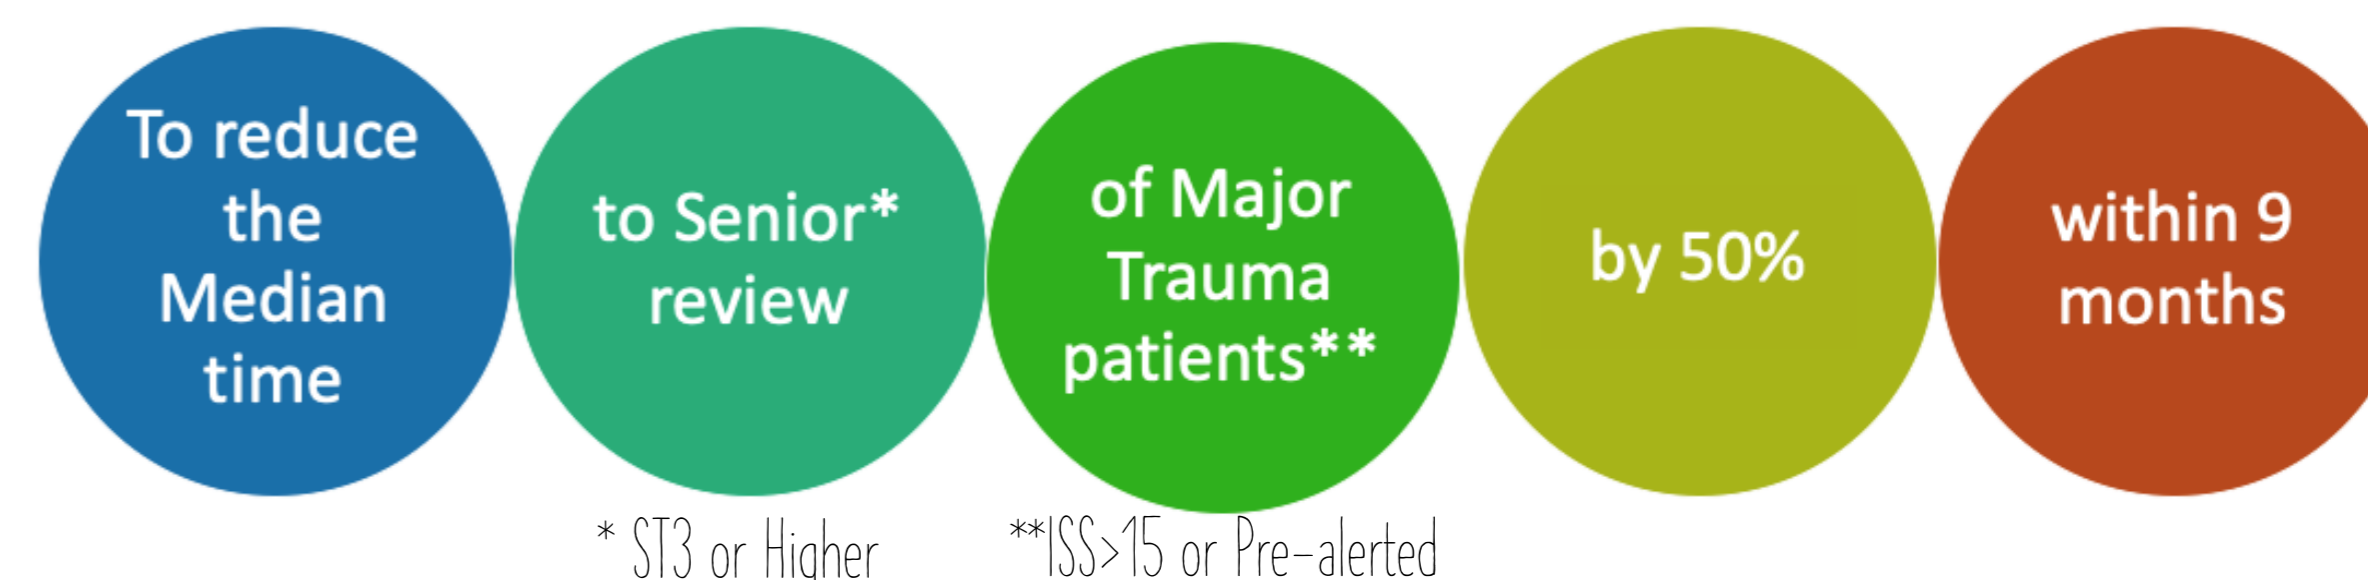 To reduce
the
Median
time
to Senior*
review
of Major
Trauma
patients**
by 50%
within 9
months
* ST3 or Higher
**ISS>15 or Pre-alerted